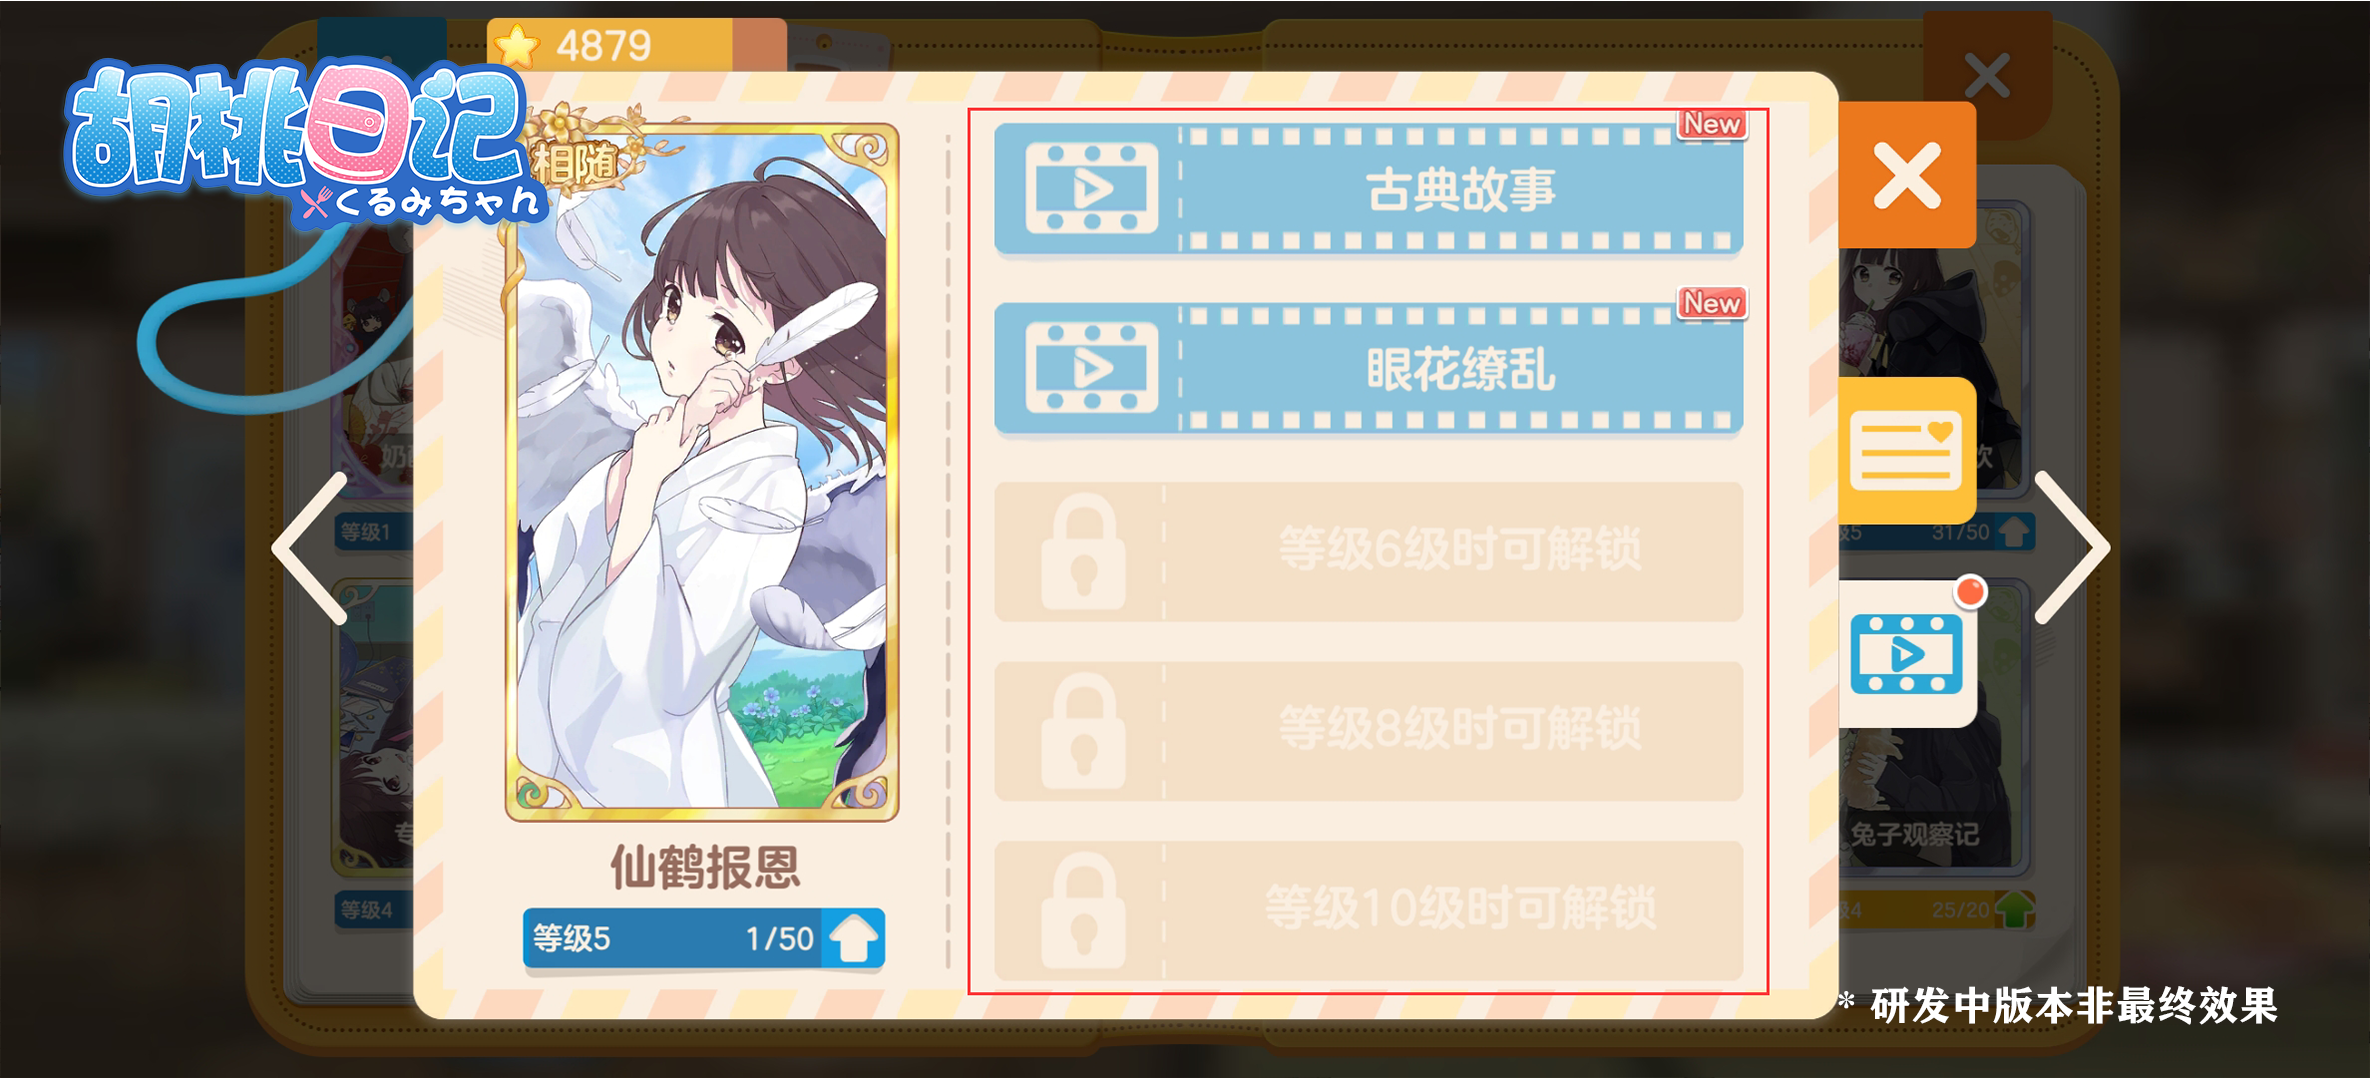 4879
胡桃日记
くるみちゃん
相随
New
古典故事
New
眼花缭乱
等级6级时可解锁
等级8级时可解锁
等级10级时可解锁
仙鹤报恩
等级5 1/50
等级1
等级4
31/50
兔子观察记
25/20
* 研发中版本非最终效果